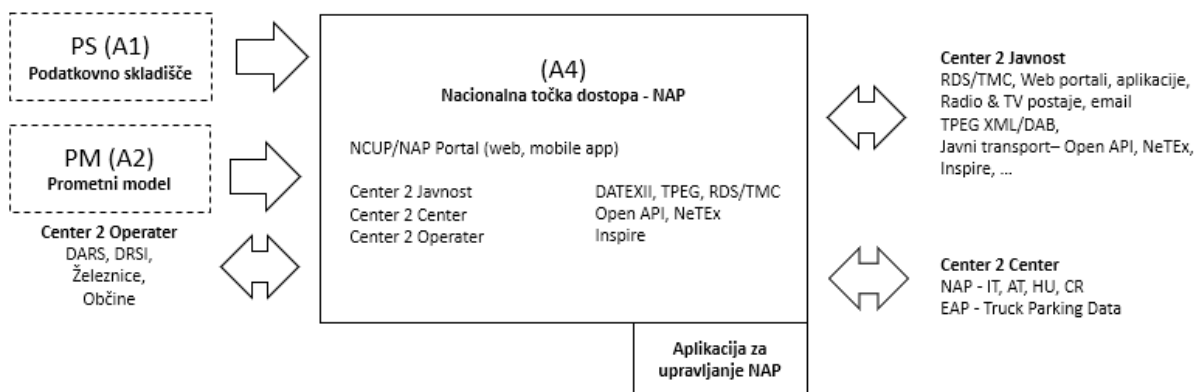 PS (A1)
Podatkovno skladišče
PM (A2)
Prometni model
Center 2 Operater
DARS, DRSI,
Železnice,
Občine
(A4)
Nacionalna točka dostopa - NAP
NCUP/NAP Portal (web, mobile app)
Center 2 Javnost
Center 2 Center
Center 2 Operater
DATEXII, TPEG, RDS/TMC
Open API, NeTEx
Inspire
Aplikacija za
upravljanje NAP
Center 2 Javnost
RDS/TMC, Web portali, aplikacije,
Radio & TV postaje, email
TPEG XML/DAB,
Javni transport– Open API, NeTEx,
Inspire, ...
Center 2 Center
NAP - IT, AT, HU, CR
EAP - Truck Parking Data